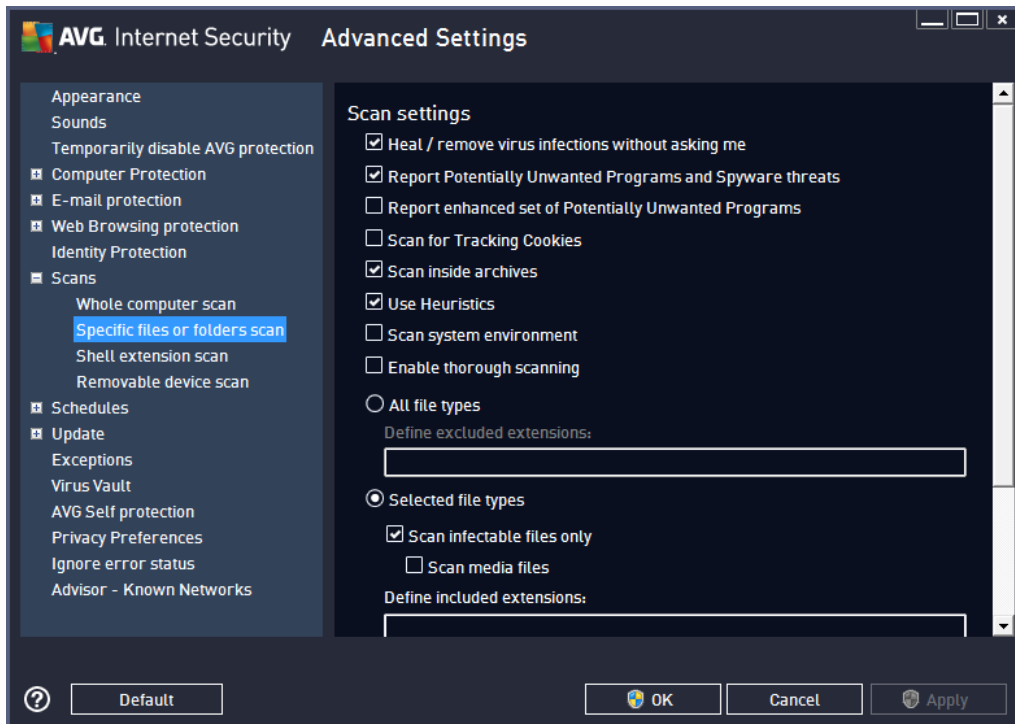 AVG. Internet Security Advanced Settings
Appearance
Sounds
Temporarily disable AVG protection
Computer Protection
E-mail protection
Web Browsing protection
Identity Protection
Scans
Whole computer scan
Specific files or folders scan
Shell extension scan
Removable device scan
Schedules
Update
Exceptions
Virus Vault
AVG Self protection
Privacy Preferences
Ignore error status
Advisor - Known Networks
Scan settings
Heal / remove virus infections without asking me
Report Potentially Unwanted Programs and Spyware threats
Report enhanced set of Potentially Unwanted Programs
Scan for Tracking Cookies
Scan inside archives
Use Heuristics
Scan system environment
Enable thorough scanning
All file types
Define excluded extensions:
Selected file types
Scan infectable files only
Scan media files
Define included extensions:
? Default OK Cancel Apply